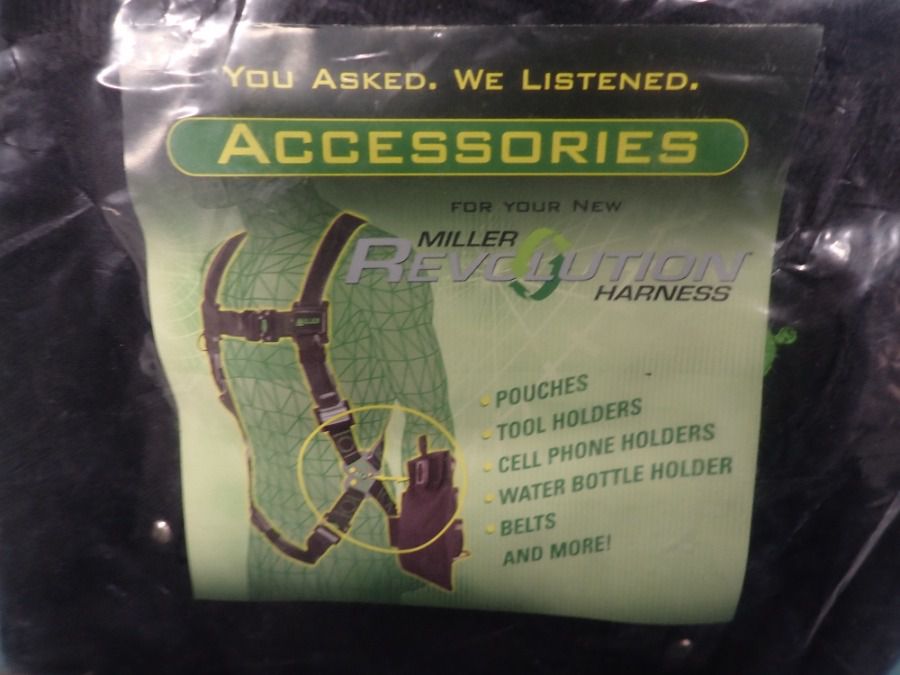 YOU ASKED. WE LISTENED.
ACCESSORIES
FOR YOUR NEW
MILLER
REVOLUTION
HARNESS
MILLER
• POUCHES
• TOOL HOLDERS
• CELL PHONE HOLDERS
• WATER BOTTLE HOLDER
• BELTS
AND MORE!